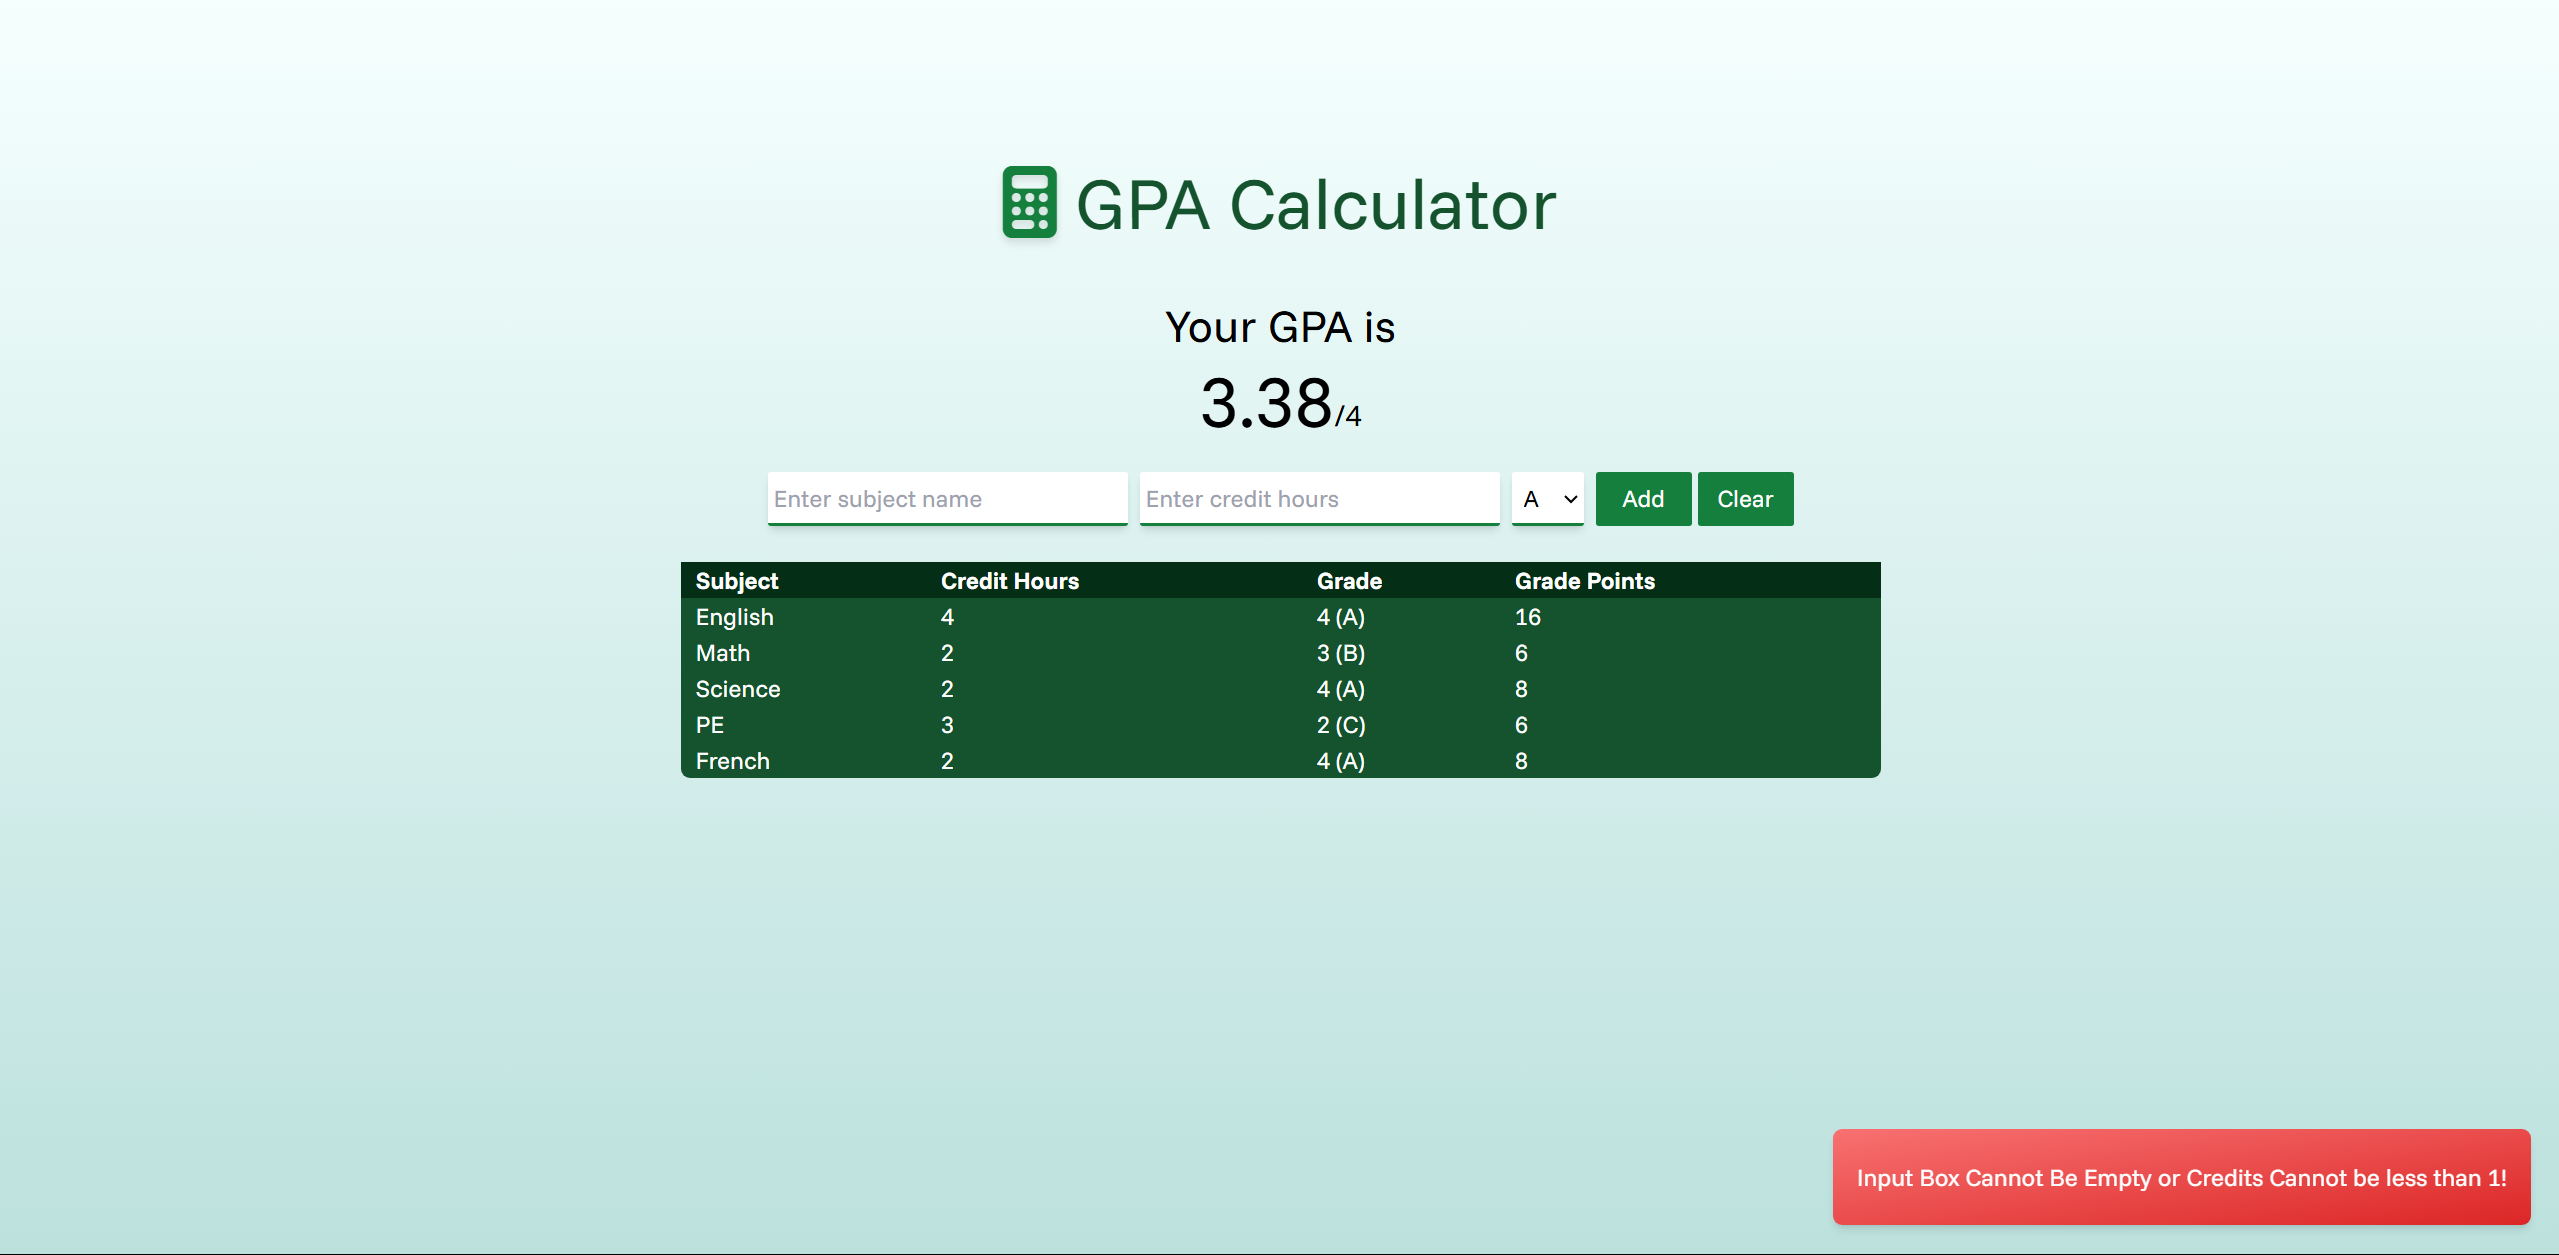 GPA Calculator
Your GPA is
3.38/4
Enter subject name Enter credit hours A Add Clear
Subject Credit Hours Grade Grade Points
English 4 4 (A) 16
Math 2 3 (B) 6
Science 2 4 (A) 8
PE 3 2 (C) 6
French 2 4 (A) 8
Input Box Cannot Be Empty or Credits Cannot be less than 1!